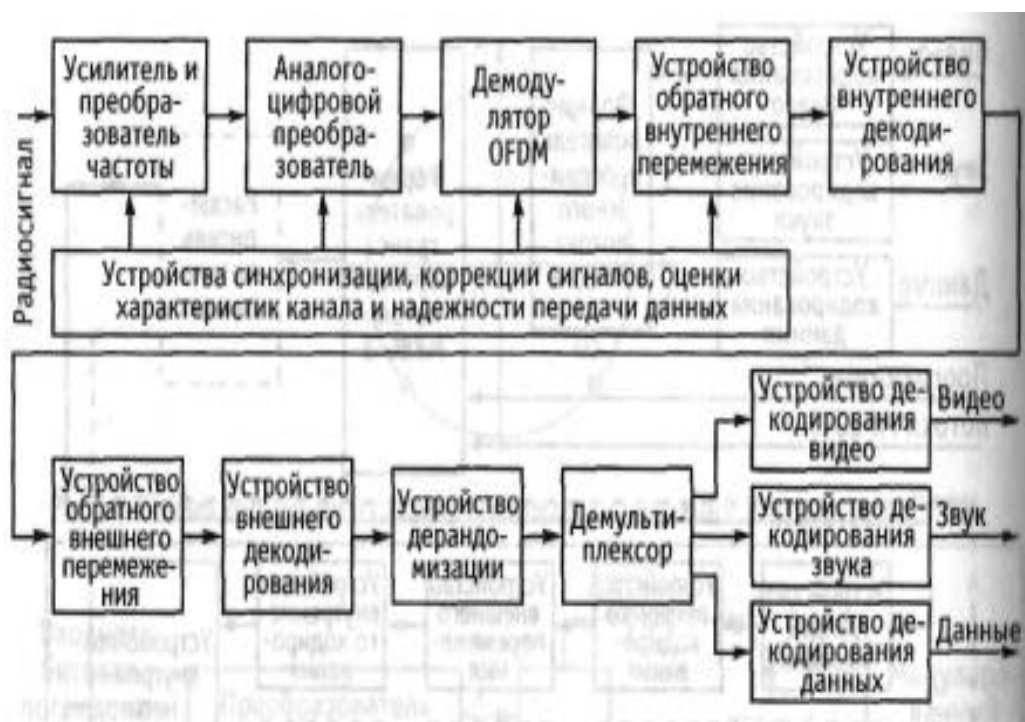 Радиосигнал
Усилитель и
преобра-
зователь
частоты
Аналого-
цифровой
преобра-
зователь
Демоду-
лятор
OFDM
Устройство
обратного
внутреннего
перемежения
Устройство
внутреннего
декоди-
рования
Устройства синхронизации, коррекции сигналов, оценки
характеристик канала и надежности передачи данных
Устройство
обратного
внешнего
перемеже-
ния
Устройство
внешнего
декоди-
рования
Устройство
дерандо-
мизации
Демульти-
плексор
Устройство де-
кодирования
видео
Видео
Устройство де-
кодирования
звука
Звук
Устройство де-
кодирования
данных
Данные